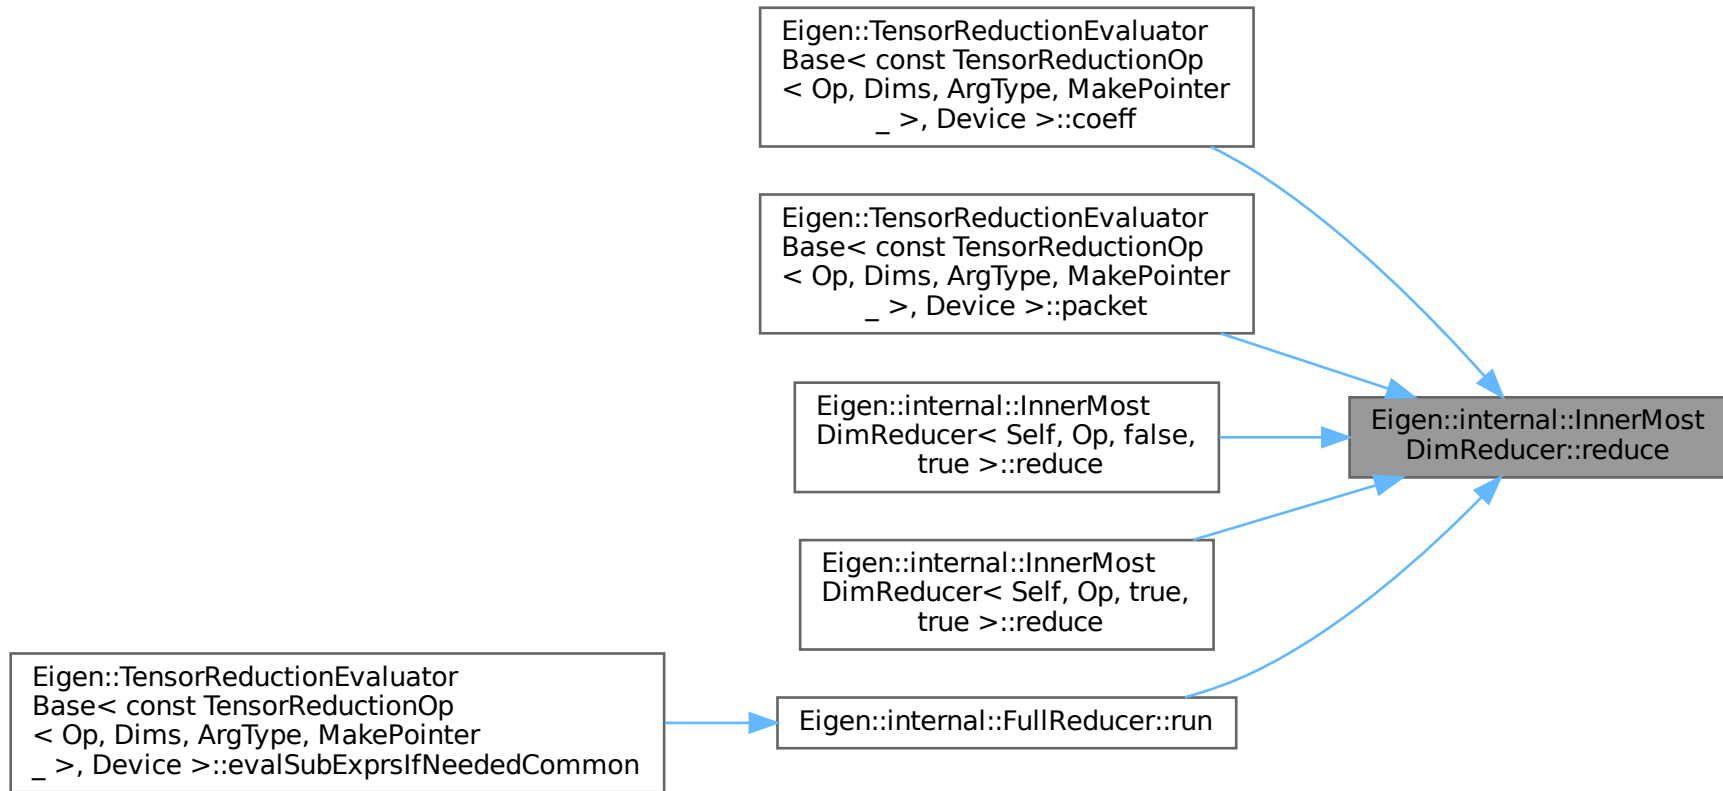 Eigen::TensorReductionEvaluator
Base< const TensorReductionOp
< Op, Dims, ArgType, MakePointer
_ >, Device >::coeff
Eigen::TensorReductionEvaluator
Base< const TensorReductionOp
< Op, Dims, ArgType, MakePointer
_ >, Device >::packet
Eigen::internal::InnerMost
DimReducer< Self, Op, false,
true >::reduce
Eigen::internal::InnerMost
DimReducer::reduce
Eigen::internal::InnerMost
DimReducer< Self, Op, true,
true >::reduce
Eigen::TensorReductionEvaluator
Base< const TensorReductionOp
< Op, Dims, ArgType, MakePointer
_ >, Device >::evalSubExprsIfNeededCommon
Eigen::internal::FullReducer::run